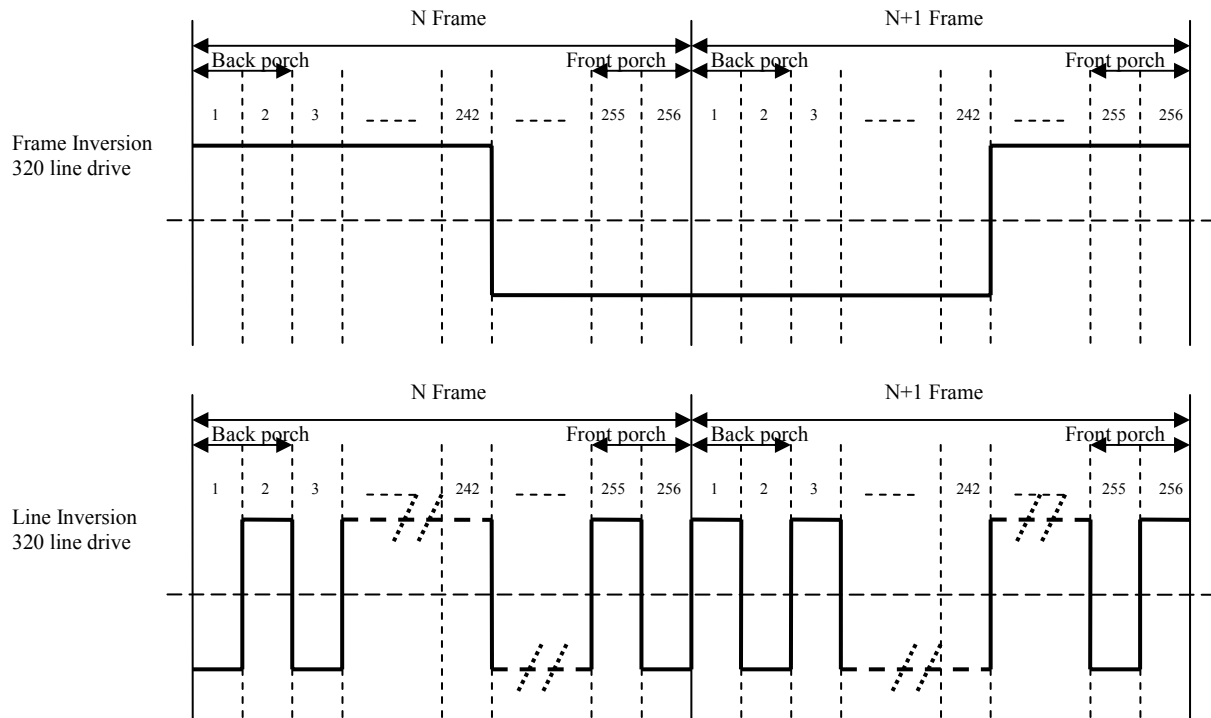 N Frame N+1 Frame
Back porch Front porch Back porch Front porch
1 2 3 242 255 256 1 2 3 242 255 256
Frame Inversion
320 line drive
N Frame N+1 Frame
Back porch Front porch Back porch Front porch
1 2 3 242 255 256 1 2 3 242 255 256
Line Inversion
320 line drive